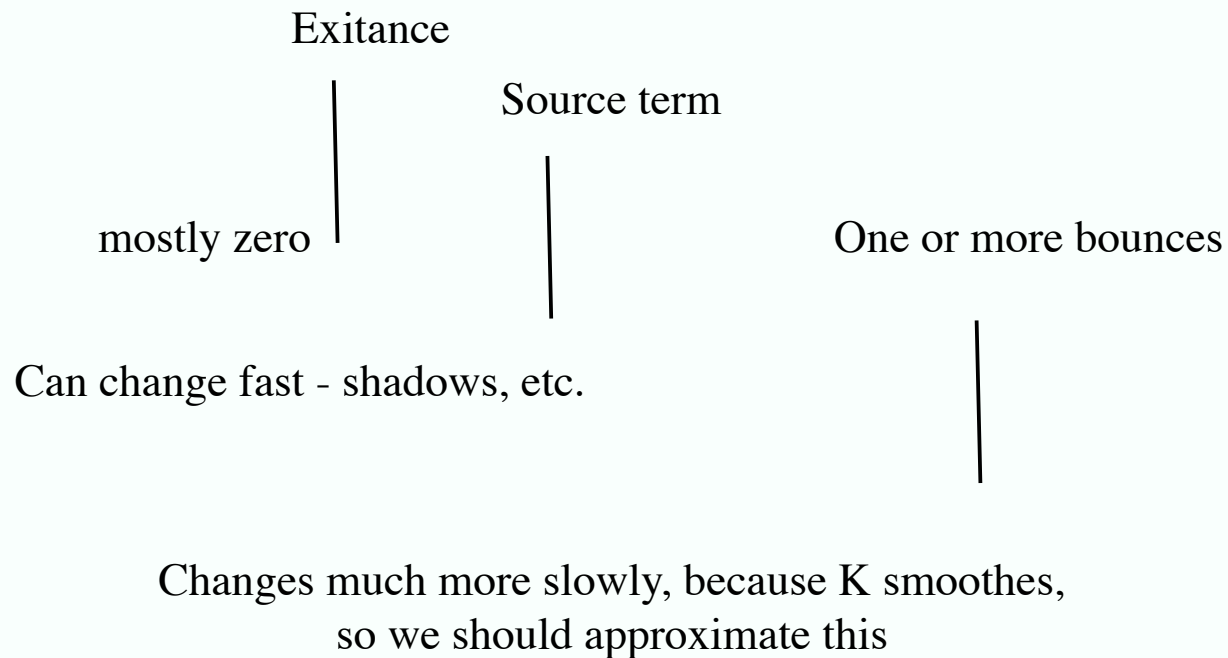 Exitance
Source term
mostly zero
One or more bounces
Can change fast - shadows, etc.
Changes much more slowly, because K smoothes,
so we should approximate this